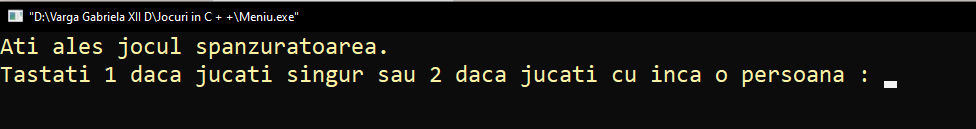 "D:\Varga Gabriela XII D\Jocuri in C + +\Meniu.exe"
Ati ales jocul spanzuratoarea.
Tastati 1 daca jucati singur sau 2 daca jucati cu inca o persoana :